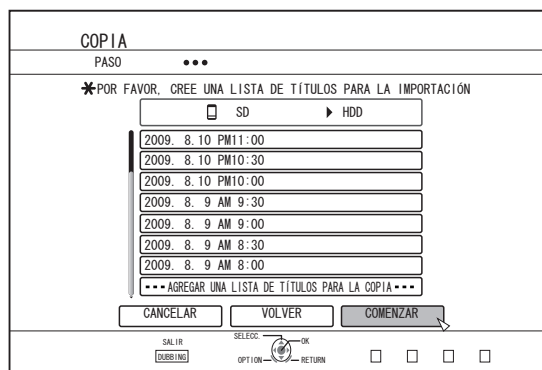 COPIA
PASO •••
✱POR FAVOR, CREE UNA LISTA DE TÍTULOS PARA LA IMPORTACIÓN
SD ▶ HDD
2009. 8.10 PM11:00
2009. 8.10 PM10:30
2009. 8.10 PM10:00
2009. 8. 9 AM 9:30
2009. 8. 9 AM 9:00
2009. 8. 9 AM 8:30
2009. 8. 9 AM 8:00
---AGREGAR UNA LISTA DE TÍTULOS PARA LA COPIA---
CANCELAR VOLVER COMENZAR
SALIR SELECC. OK
DUBBING OPTION RETURN